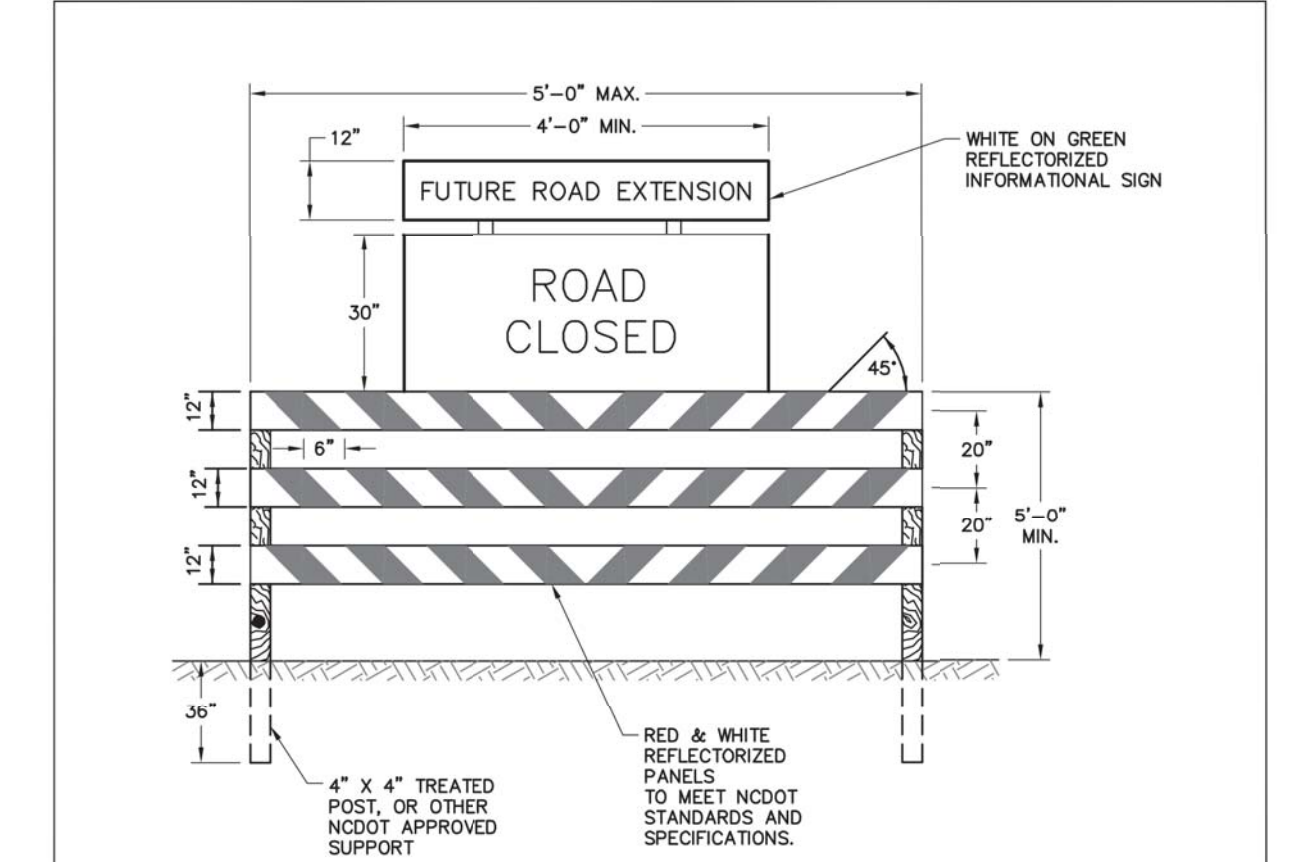 5'-0" MAX.
4'-0" MIN.
12"
WHITE ON GREEN
REFLECTORIZED
INFORMATIONAL SIGN
FUTURE ROAD EXTENSION
ROAD
CLOSED
30"
45°
12"
6"
20"
12"
20"
5'-0"
MIN.
12"
36"
RED & WHITE
REFLECTORIZED
PANELS
TO MEET NCDOT
STANDARDS AND
SPECIFICATIONS.
4" X 4" TREATED
POST, OR OTHER
NCDOT APPROVED
SUPPORT